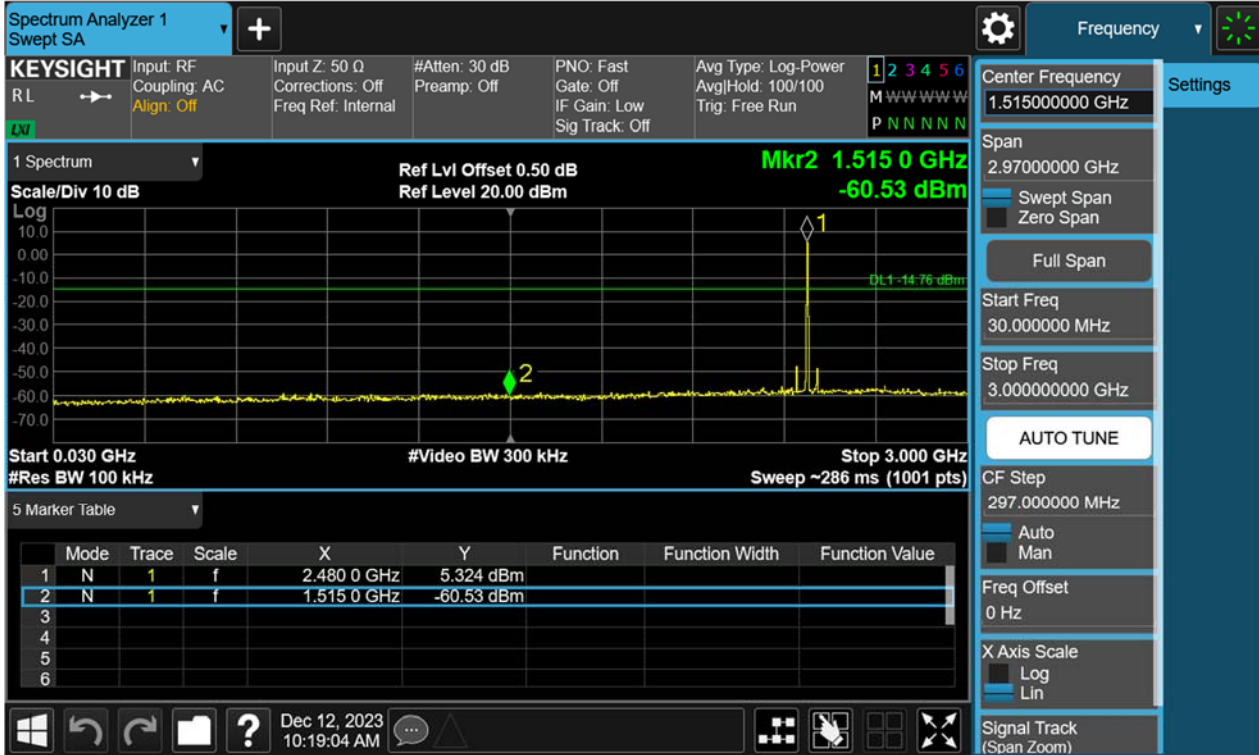 Spectrum Analyzer 1
Swept SA
+
Frequency
KEYSIGHT
RL
LXI
Input: RF
Coupling: AC
Align: Off
Input Z: 50 Ω
Corrections: Off
Freq Ref: Internal
#Atten: 30 dB
Preamp: Off
PNO: Fast
Gate: Off
IF Gain: Low
Sig Track: Off
Avg Type: Log-Power
Avg|Hold: 100/100
Trig: Free Run
1 2 3 4 5 6
M W W W W W
P N N N N N
1 Spectrum
Scale/Div 10 dB
Ref Lvl Offset 0.50 dB
Ref Level 20.00 dBm
Mkr2 1.515 0 GHz
-60.53 dBm
Log
10.0
0.00
-10.0
-20.0
-30.0
-40.0
-50.0
-60.0
-70.0
1
DL1 -14.76 dBm
2
Start 0.030 GHz
#Video BW 300 kHz
Stop 3.000 GHz
#Res BW 100 kHz
Sweep ~286 ms (1001 pts)
5 Marker Table
Mode Trace Scale X Y Function Function Width Function Value
1 N 1 f 2.480 0 GHz 5.324 dBm
2 N 1 f 1.515 0 GHz -60.53 dBm
3
4
5
6
?
Dec 12, 2023
10:19:04 AM
Center Frequency
1.515000000 GHz
Span
2.97000000 GHz
Swept Span
Zero Span
Full Span
Start Freq
30.000000 MHz
Stop Freq
3.000000000 GHz
AUTO TUNE
CF Step
297.000000 MHz
Auto
Man
Freq Offset
0 Hz
X Axis Scale
Log
Lin
Signal Track
(Span Zoom)
Settings